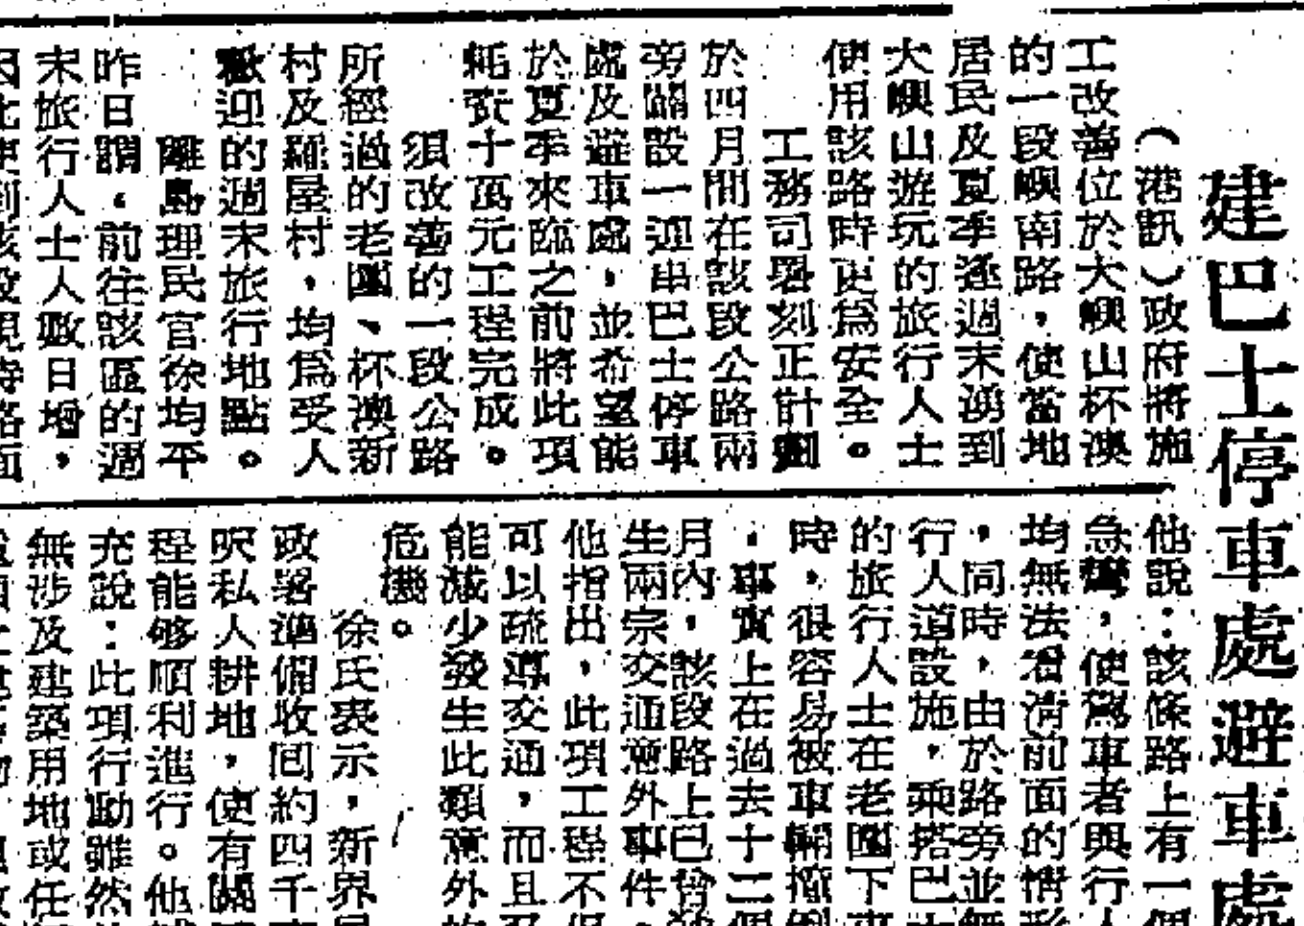 建巴士停車處避車處
（港訊）政府將施
工改善位於大嶼山杯澳
的一段嶼南路，使當地
居民及夏季逐週末湧到
大嶼山遊玩的旅行人士
使用該路時更為安全。
工務司署刻正計劃
於四月間在該段公路兩
旁闢設一連串巴士停車
處及避車處，並希望能
於夏季來臨之前將此項
耗資十萬元工程完成。
須改善的一段公路
所經過的老圍、杯澳新
村及羅屋村，均爲受人
歡迎的週末旅行地點。
離島理民官徐均平
昨日謂，前往該區的週
末旅行人士人數日增，
因此使到該段現時路面
他說：該條路上有一個
急彎，使駕車者與行人
均無法看清前面的情形
，同時，由於路旁並無
行人道設施，乘搭巴士
的旅行人士在老圍下車
時，很容易被車輛撞倒
，事實上在過去十二個
月內，該段路上已曾發
生兩宗交通意外事件。
他指出，此項工程不但
可以疏導交通，而且
能減少發生此類意外的
危機。
徐氏表示，新界
政署準備收回約四千
呎私人耕地，使有關
程能够順利進行。他
充說：此項行動雖然
無涉及建築用地或任